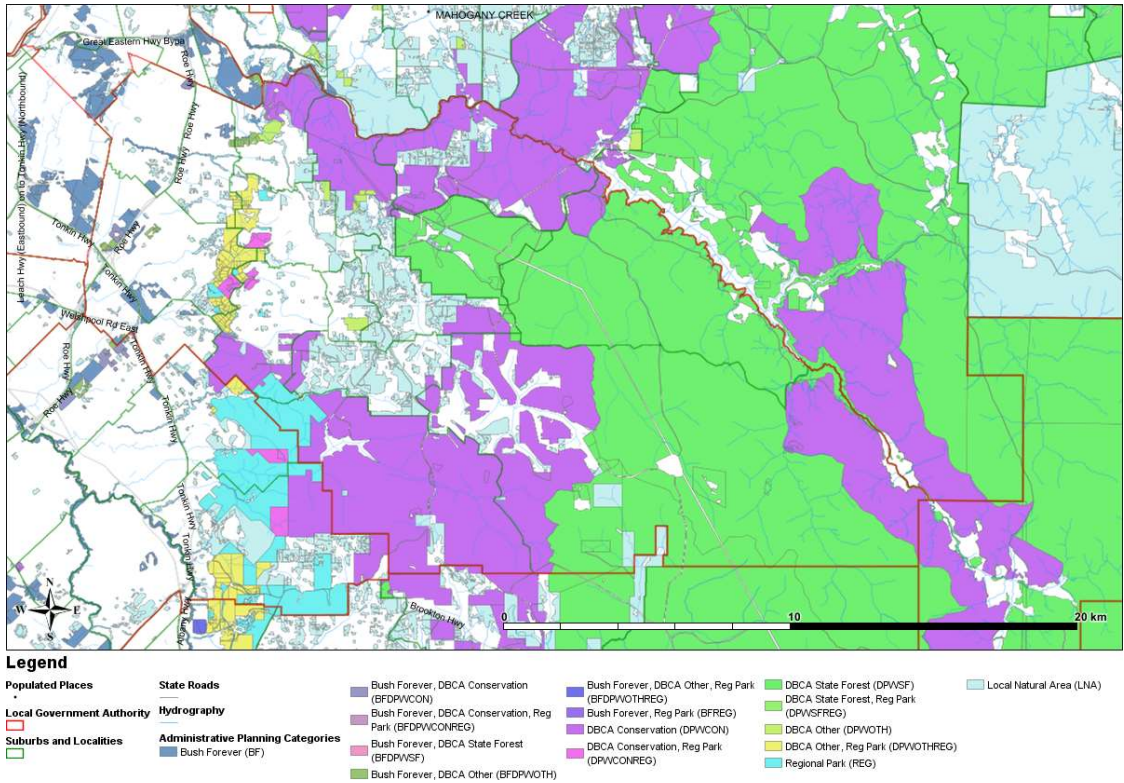 MAHOGANY CREEK
Great Eastern Hwy Bypa
Roe Hwy
Roe Hwy
Roe Hwy
Leach Hwy (Eastbound) on to Tonkin Hwy (Northbound)
Tonkin Hwy
Roe Hwy
Tonkin Hwy
Welshpool Rd East
Tonkin Hwy
Roe Hwy
Roe Hwy
Tonkin Hwy
Tonkin Hwy
Tonkin Hwy
Albany Hwy
Brookton Hwy
N
W E
S
0 10 20 km
Legend
Populated Places
Local Government Authority
Suburbs and Localities
State Roads
Hydrography
Administrative Planning Categories
Bush Forever (BF)
Bush Forever, DBCA Conservation
(BFDPWCON)
Bush Forever, DBCA Conservation, Reg
Park (BFDPWCONREG)
Bush Forever, DBCA State Forest
(BFDPWSF)
Bush Forever, DBCA Other (BFDPWOTH)
Bush Forever, DBCA Other, Reg Park
(BFDPWOTHREG)
Bush Forever, Reg Park (BFREG)
DBCA Conservation (DPWCON)
DBCA Conservation, Reg Park
(DPWCONREG)
DBCA State Forest (DPWSF)
DBCA State Forest, Reg Park
(DPWSFREG)
DBCA Other (DPWOTH)
DBCA Other, Reg Park (DPWOTHREG)
Regional Park (REG)
Local Natural Area (LNA)